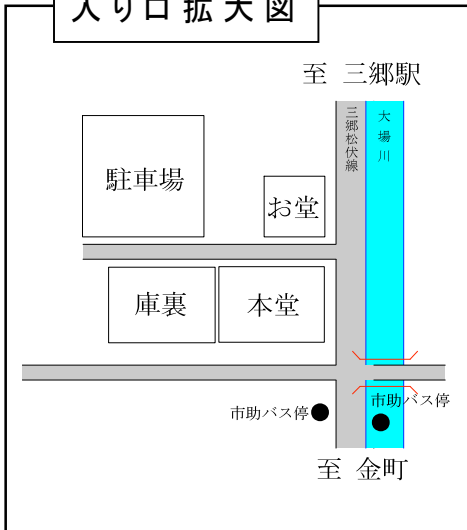 入り口拡大図
至 三郷駅
三郷松伏線
大場川
駐車場
お堂
庫裏
本堂
市助バス停
市助バス停
至 金町